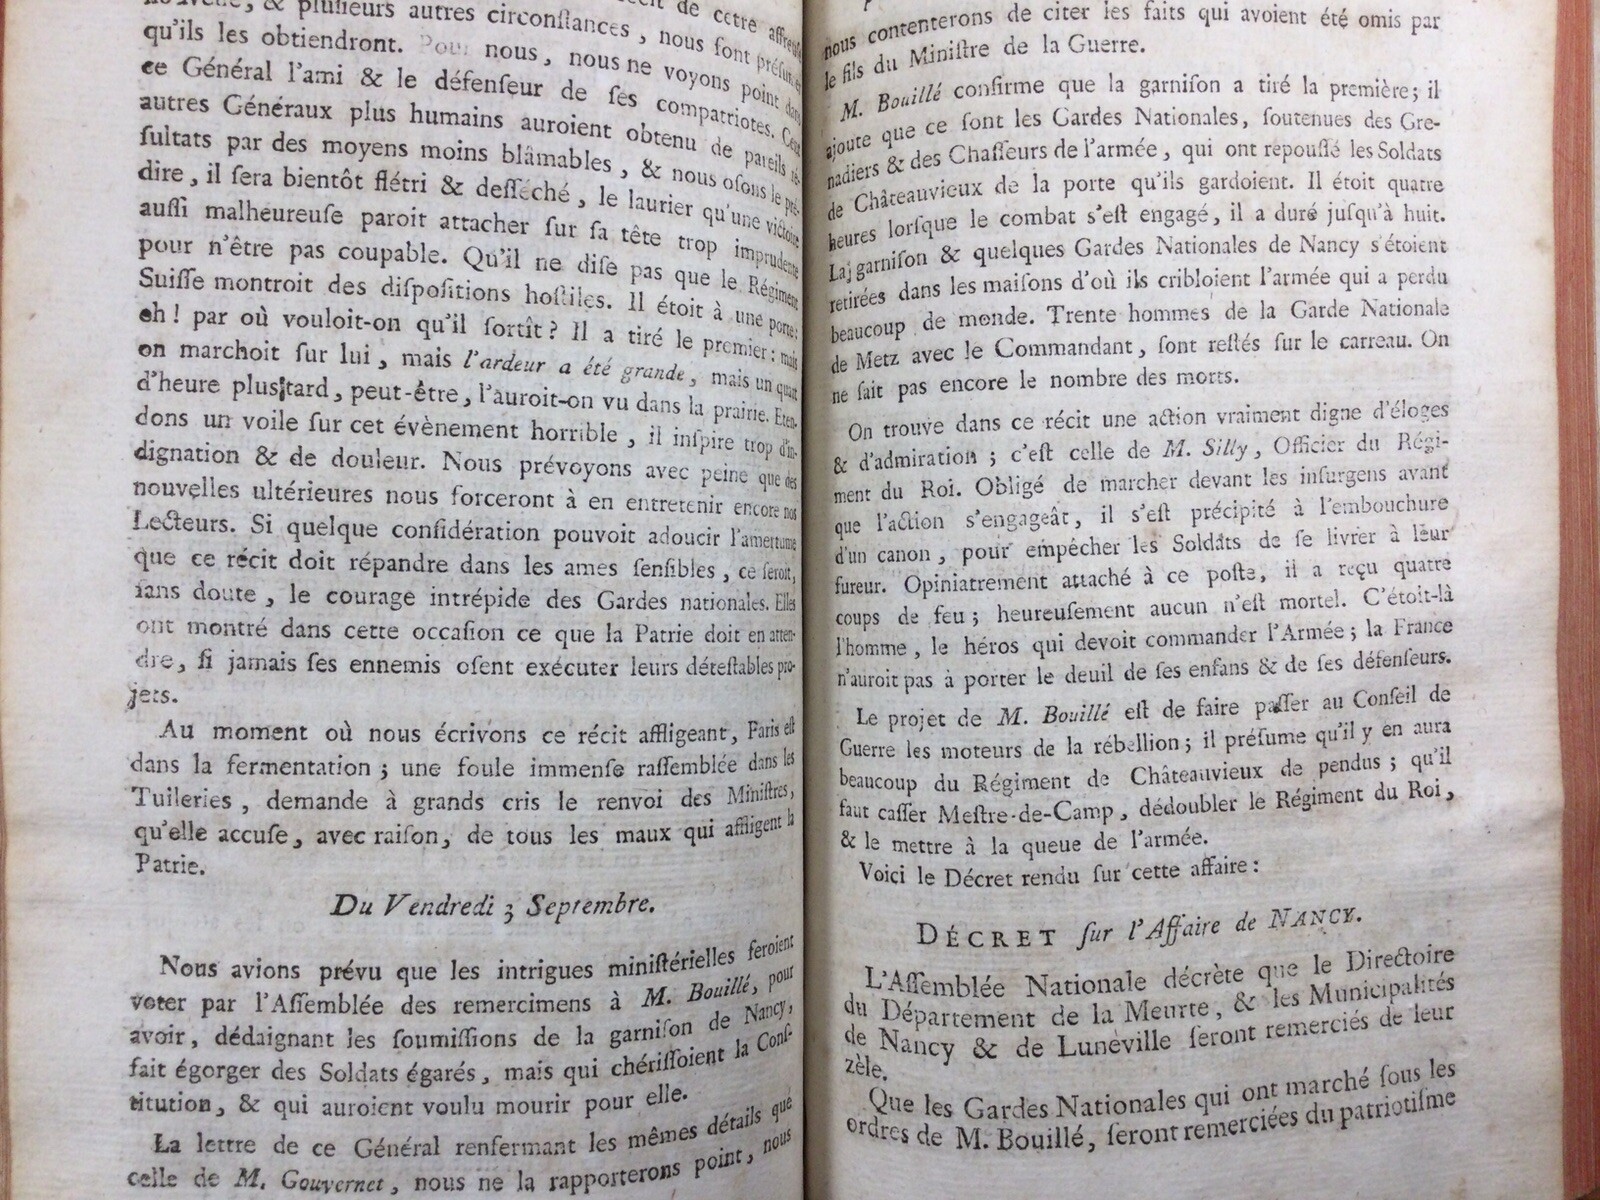 nouvelle, & plusieurs autres circonstances, nous font présumer
qu'ils les obtiendront. Pour nous, nous ne voyons point dans
ce Général l'ami & le défenseur de ses compatriotes. Cent
autres Généraux plus humains auroient obtenu de pareils ré-
sultats par des moyens moins blâmables, & nous osons le pré-
dire, il sera bientôt flétri & desséché, le laurier qu'une victoire
aussi malheureuse paroit attacher sur sa tête trop imprudente
pour n'être pas coupable. Qu'il ne dise pas que le Régiment
Suisse montroit des dispositions hostiles. Il étoit à une porte;
eh! par où vouloit-on qu'il sortît? Il a tiré le premier: mais
on marchoit sur lui, mais l'ardeur a été grande, mais un quart
d'heure plus tard, peut-être, l'auroit-on vu dans la prairie. Eten-
dons un voile sur cet évènement horrible, il inspire trop d'in-
dignation & de douleur. Nous prévoyons avec peine que des
nouvelles ultérieures nous forceront à en entretenir encore nos
Lecteurs. Si quelque considération pouvoit adoucir l'amertume
que ce récit doit répandre dans les ames sensibles, ce seroit,
sans doute, le courage intrépide des Gardes nationales. Elles
ont montré dans cette occasion ce que la Patrie doit en atten-
dre, si jamais ses ennemis osent exécuter leurs détestables pro-
jets.
Au moment où nous écrivons ce récit affligeant, Paris est
dans la fermentation; une foule immense rassemblée dans les
Tuileries, demande à grands cris le renvoi des Ministres,
qu'elle accuse, avec raison, de tous les maux qui affligent la
Patrie.
Du Vendredi 3 Septembre.
Nous avions prévu que les intrigues ministérielles feroient
voter par l'Assemblée des remercimens à M. Bouillé, pour
avoir, dédaignant les soumissions de la garnison de Nancy,
fait égorger des Soldats égarés, mais qui chérissoient la Cons-
titution, & qui auroient voulu mourir pour elle.
La lettre de ce Général renfermant les mêmes détails que
celle de M. Gouvernet, nous ne la rapporterons point, nous
nous contenterons de citer les faits qui avoient été omis par
le fils du Ministre de la Guerre.
M. Bouillé confirme que la garnison a tiré la première; il
ajoute que ce sont les Gardes Nationales, soutenues des Gre-
nadiers & des Chasseurs de l'armée, qui ont repoussé les Soldats
de Châteauvieux de la porte qu'ils gardoient. Il étoit quatre
heures lorsque le combat s'est engagé, il a duré jusqu'à huit.
La garnison & quelques Gardes Nationales de Nancy s'étoient
retirées dans les maisons d'où ils cribloient l'armée qui a perdu
beaucoup de monde. Trente hommes de la Garde Nationale
de Metz avec le Commandant, sont restés sur le carreau. On
ne sait pas encore le nombre des morts.
On trouve dans ce récit une action vraiment digne d'éloges
& d'admiration; c'est celle de M. Silly, Officier du Régi-
ment du Roi. Obligé de marcher devant les insurgens avant
que l'action s'engageât, il s'est précipité à l'embouchure
d'un canon, pour empêcher les Soldats de se livrer à leur
fureur. Opiniatrement attaché à ce poste, il a reçu quatre
coups de feu; heureusement aucun n'est mortel. C'étoit-là
l'homme, le héros qui devoit commander l'Armée; la France
n'auroit pas à porter le deuil de ses enfans & de ses défenseurs.
Le projet de M. Bouillé est de faire passer au Conseil de
Guerre les moteurs de la rébellion; il présume qu'il y en aura
beaucoup du Régiment de Châteauvieux de pendus; qu'il
faut casser Mestre-de-Camp, dédoubler le Régiment du Roi,
& le mettre à la queue de l'armée.
Voici le Décret rendu sur cette affaire:
DÉCRET sur l'Affaire de NANCY.
L'Assemblée Nationale décrète que le Directoire
du Département de la Meurte, & les Municipalités
de Nancy & de Luneville seront remerciés de leur
zèle.
Que les Gardes Nationales qui ont marché sous les
ordres de M. Bouillé, seront remerciées du patriotisme